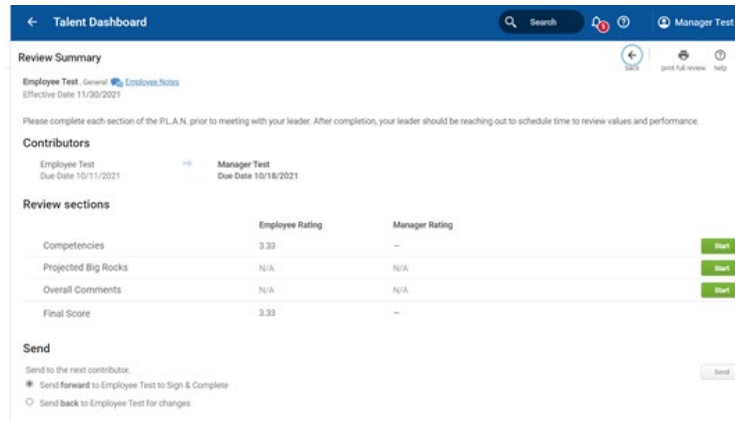 Talent Dashboard
Search
5
Manager Test
Review Summary
back
print full review
help
Employee Test, General Employee Notes
Effective Date 11/30/2021
Please complete each section of the P.L.A.N. prior to meeting with your leader. After completion, your leader should be reaching out to schedule time to review values and performance.
Contributors
Employee Test Manager Test
Due Date 10/11/2021 Due Date 10/18/2021
Review sections
Employee Rating Manager Rating
Competencies 3.33 — Start
Projected Big Rocks N/A N/A Start
Overall Comments N/A N/A Start
Final Score 3.33 —
Send
Send to the next contributor.
Send
Send forward to Employee Test to Sign & Complete
Send back to Employee Test for changes